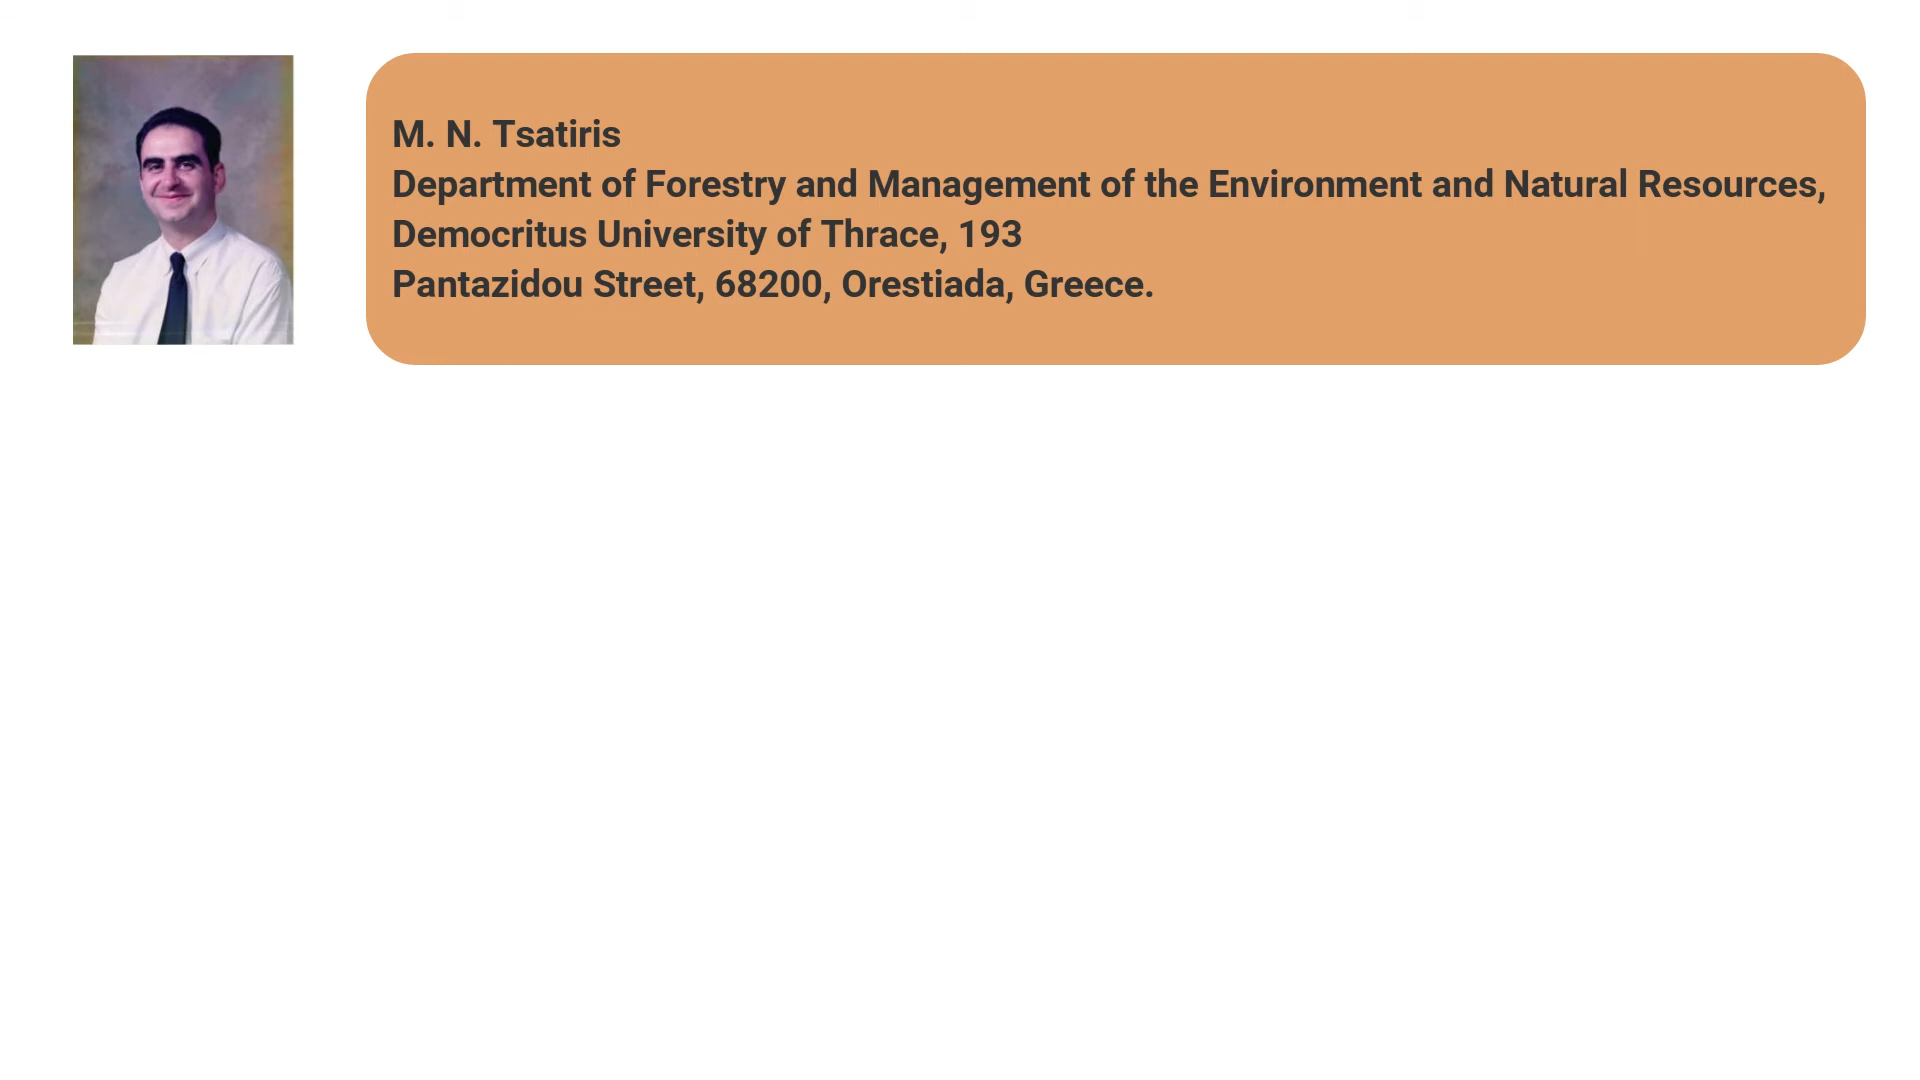 M. N. Tsatiris
Department of Forestry and Management of the Environment and Natural Resources,
Democritus University of Thrace, 193
Pantazidou Street, 68200, Orestiada, Greece.